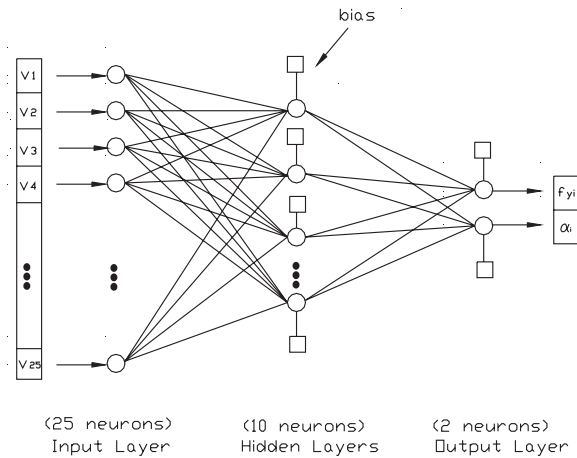 bias
V1
V2
V3
V4
V25
fyi
αi
(25 neurons)
Input Layer
(10 neurons)
Hidden Layers
(2 neurons)
Output Layer